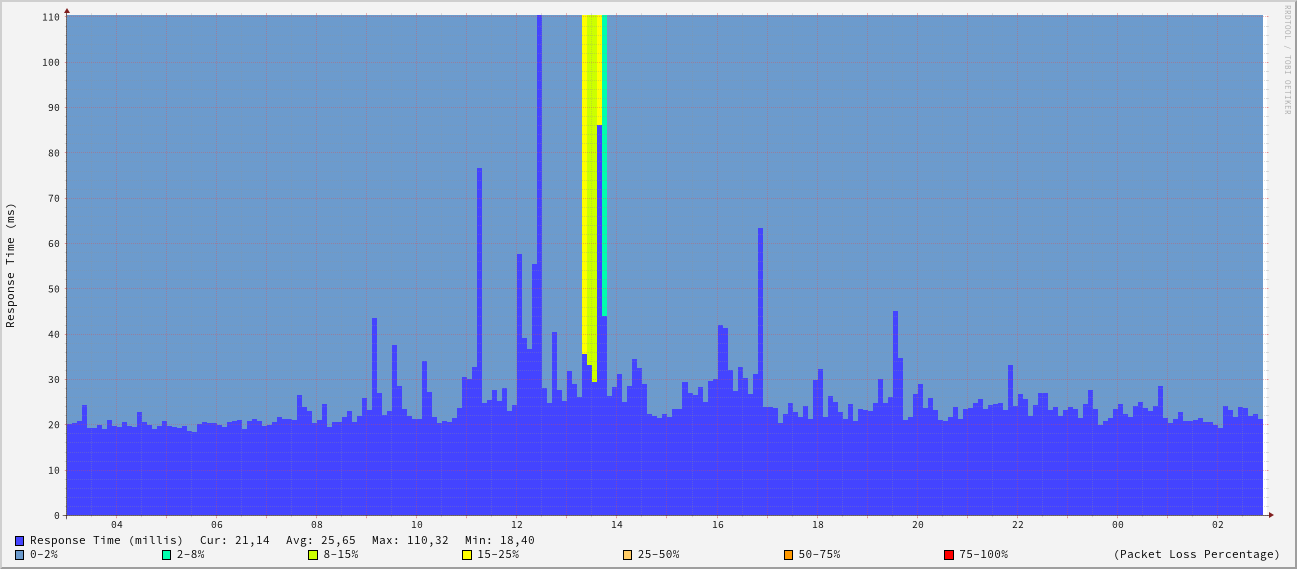 RRDTOOL / TOBI OETIKER
Response Time (ms)
110
100
90
80
70
60
50
40
30
20
10
0
04 06 08 10 12 14 16 18 20 22 00 02
Response Time (millis) Cur: 21,14 Avg: 25,65 Max: 110,32 Min: 18,40
0-2% 2-8% 8-15% 15-25% 25-50% 50-75% 75-100% (Packet Loss Percentage)